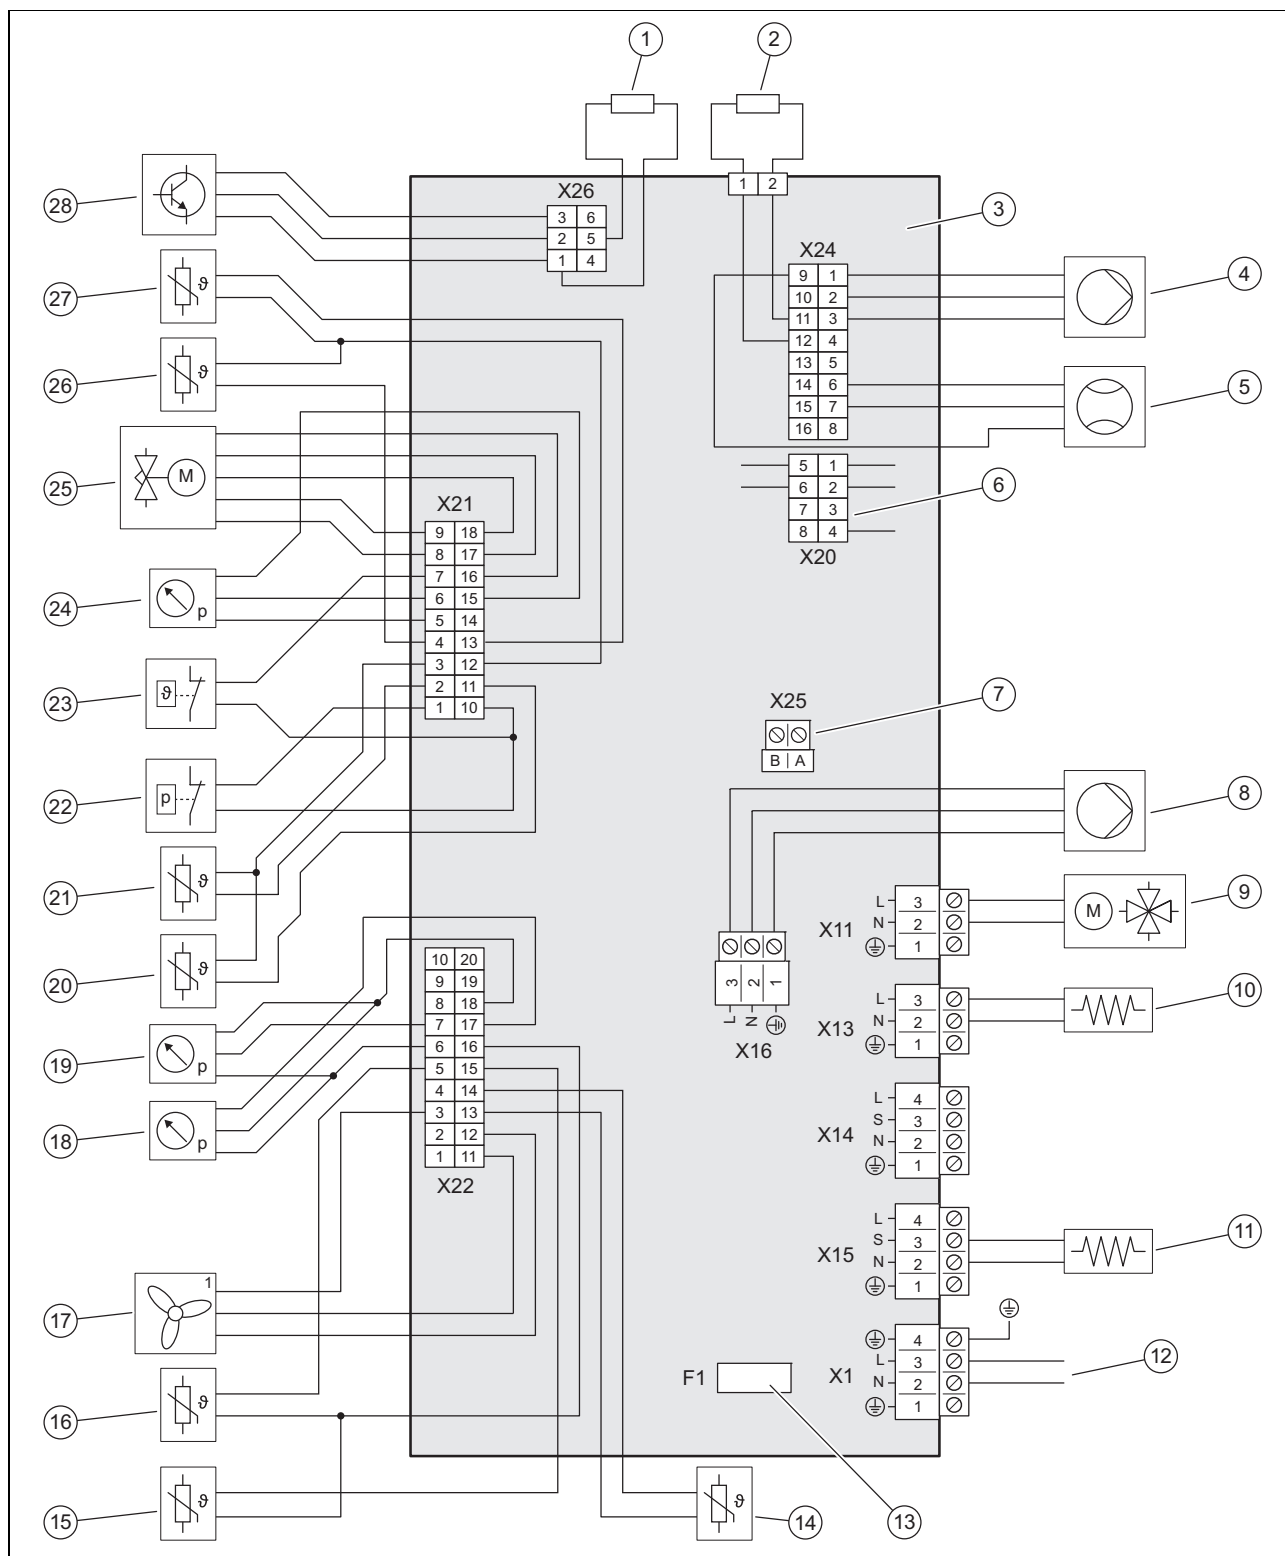 1
2
28
X26
3 6
2 5
1 4
1 2
3
X24
9 1
10 2
11 3
12 4
13 5
14 6
15 7
16 8
4
27
ϑ
26
ϑ
5
25
M
X21
9 18
8 17
7 16
6 15
5 14
4 13
3 12
2 11
1 10
5 1
6 2
7 3
8 4
X20
6
24
p
23
ϑ
X25
B A
7
22
p
8
21
ϑ
X11
L 3
N 2
1
M
9
20
ϑ
3 2 1
L N
X16
10 20
9 19
8 18
7 17
6 16
5 15
4 14
3 13
2 12
1 11
X22
X13
L 3
N 2
1
10
19
p
18
p
X14
L 4
S 3
N 2
1
X15
L 4
S 3
N 2
1
11
17
1
F1
X1
4
L 3
N 2
1
12
16
ϑ
15
ϑ
ϑ
14
13